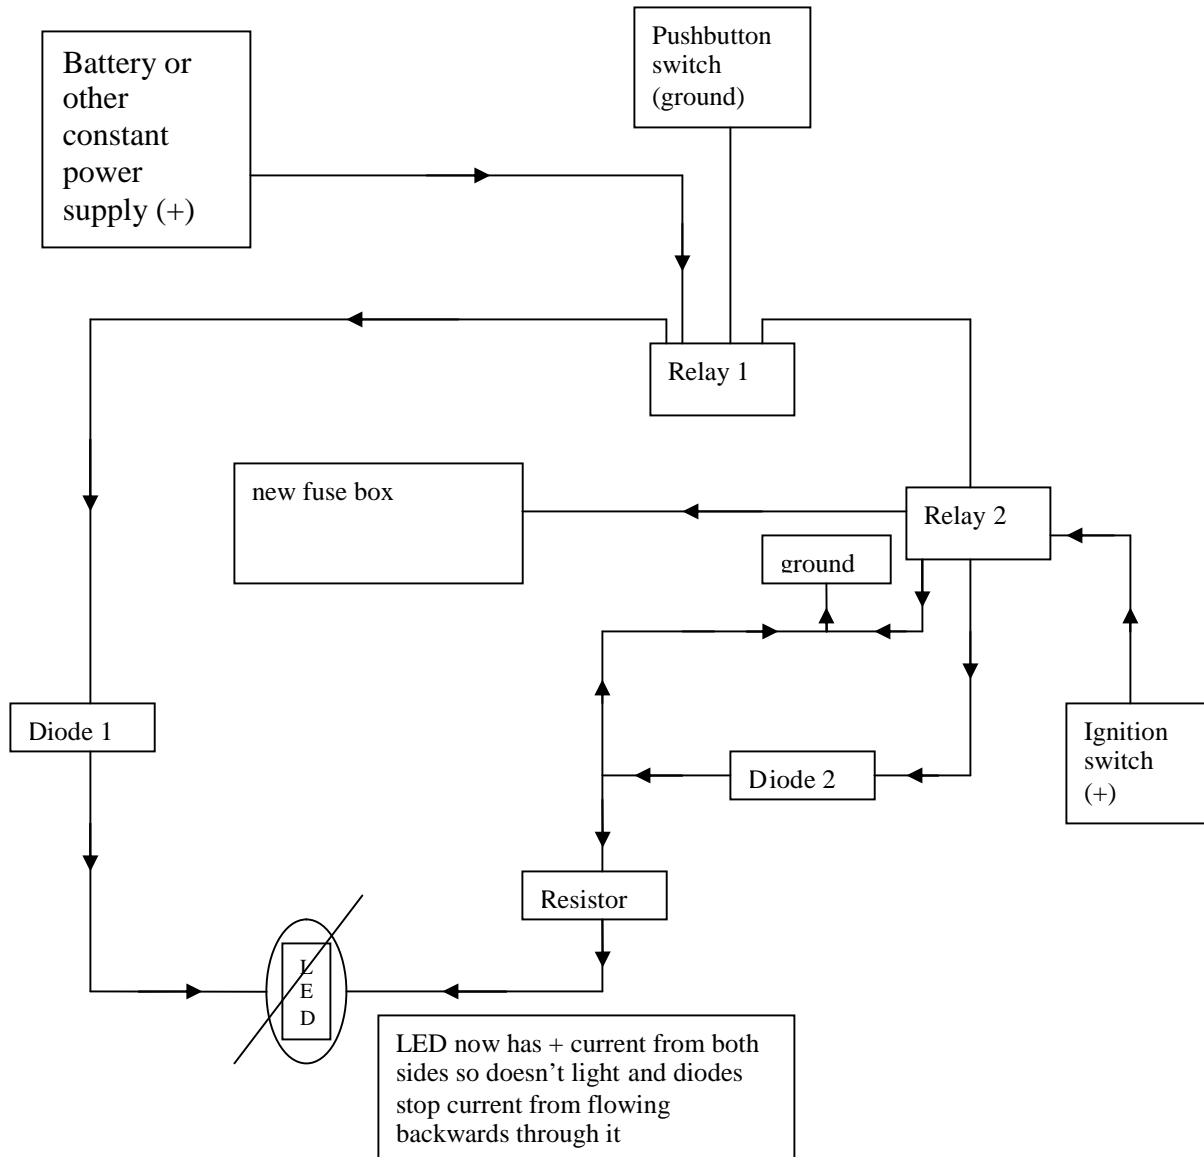 Battery or
other
constant
power
supply (+)
Pushbutton
switch
(ground)
Relay 1
new fuse box
Relay 2
ground
Diode 1
Diode 2
Ignition
switch
(+)
Resistor
L
E
D
LED now has + current from both
sides so doesn’t light and diodes
stop current from flowing
backwards through it